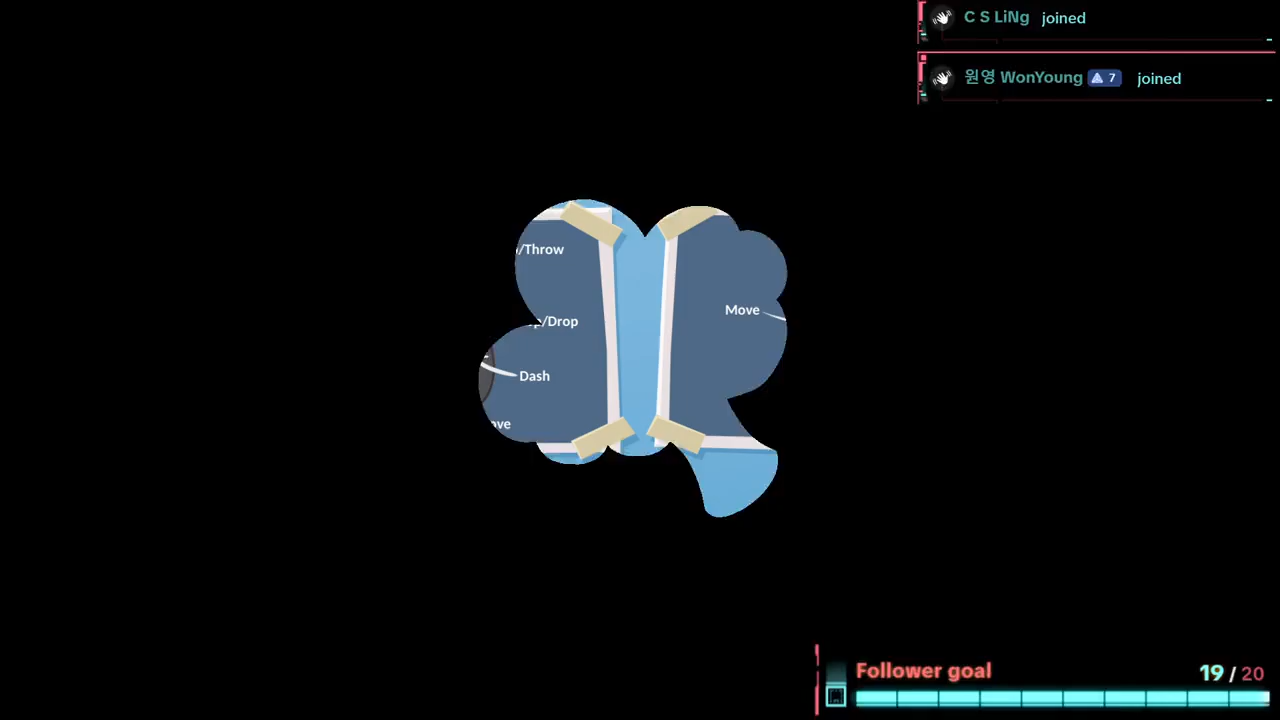 C S LiNg joined
원영 WonYoung 7 joined
/Throw
/Drop
Move
Dash
Follower goal 19 / 20